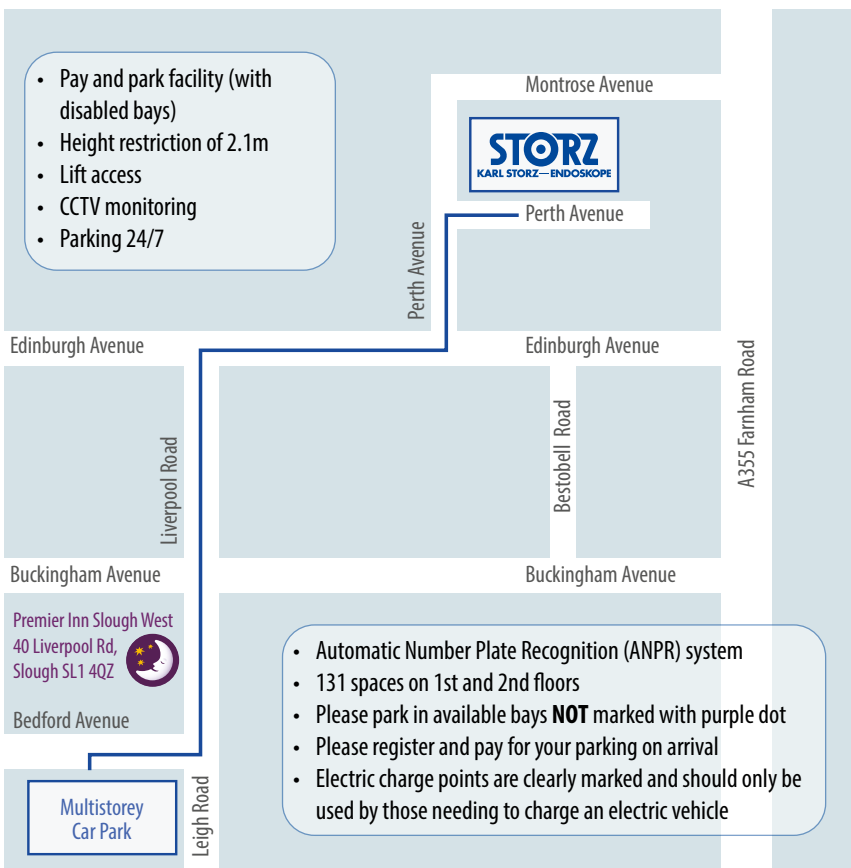 • Pay and park facility (with
disabled bays)
• Height restriction of 2.1m
• Lift access
• CCTV monitoring
• Parking 24/7
Montrose Avenue
STORZ
KARL STORZ—ENDOSKOPE
Perth Avenue
Perth Avenue
Edinburgh Avenue
Edinburgh Avenue
A355 Farnham Road
Liverpool Road
Bestobell Road
Buckingham Avenue
Buckingham Avenue
Premier Inn Slough West
40 Liverpool Rd,
Slough SL1 4QZ
Bedford Avenue
• Automatic Number Plate Recognition (ANPR) system
• 131 spaces on 1st and 2nd floors
• Please park in available bays NOT marked with purple dot
• Please register and pay for your parking on arrival
• Electric charge points are clearly marked and should only be
used by those needing to charge an electric vehicle
Multistorey
Car Park
Leigh Road